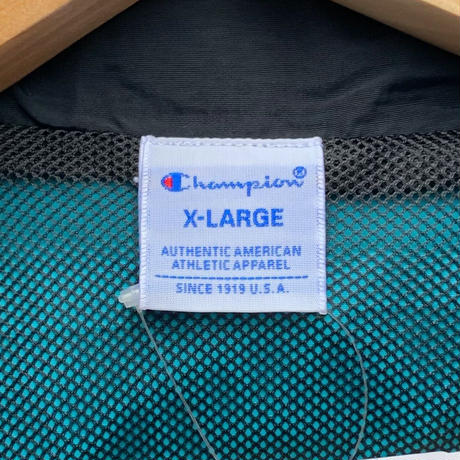 Champion®
X-LARGE
AUTHENTIC AMERICAN
ATHLETIC APPAREL
SINCE 1919 U.S.A.